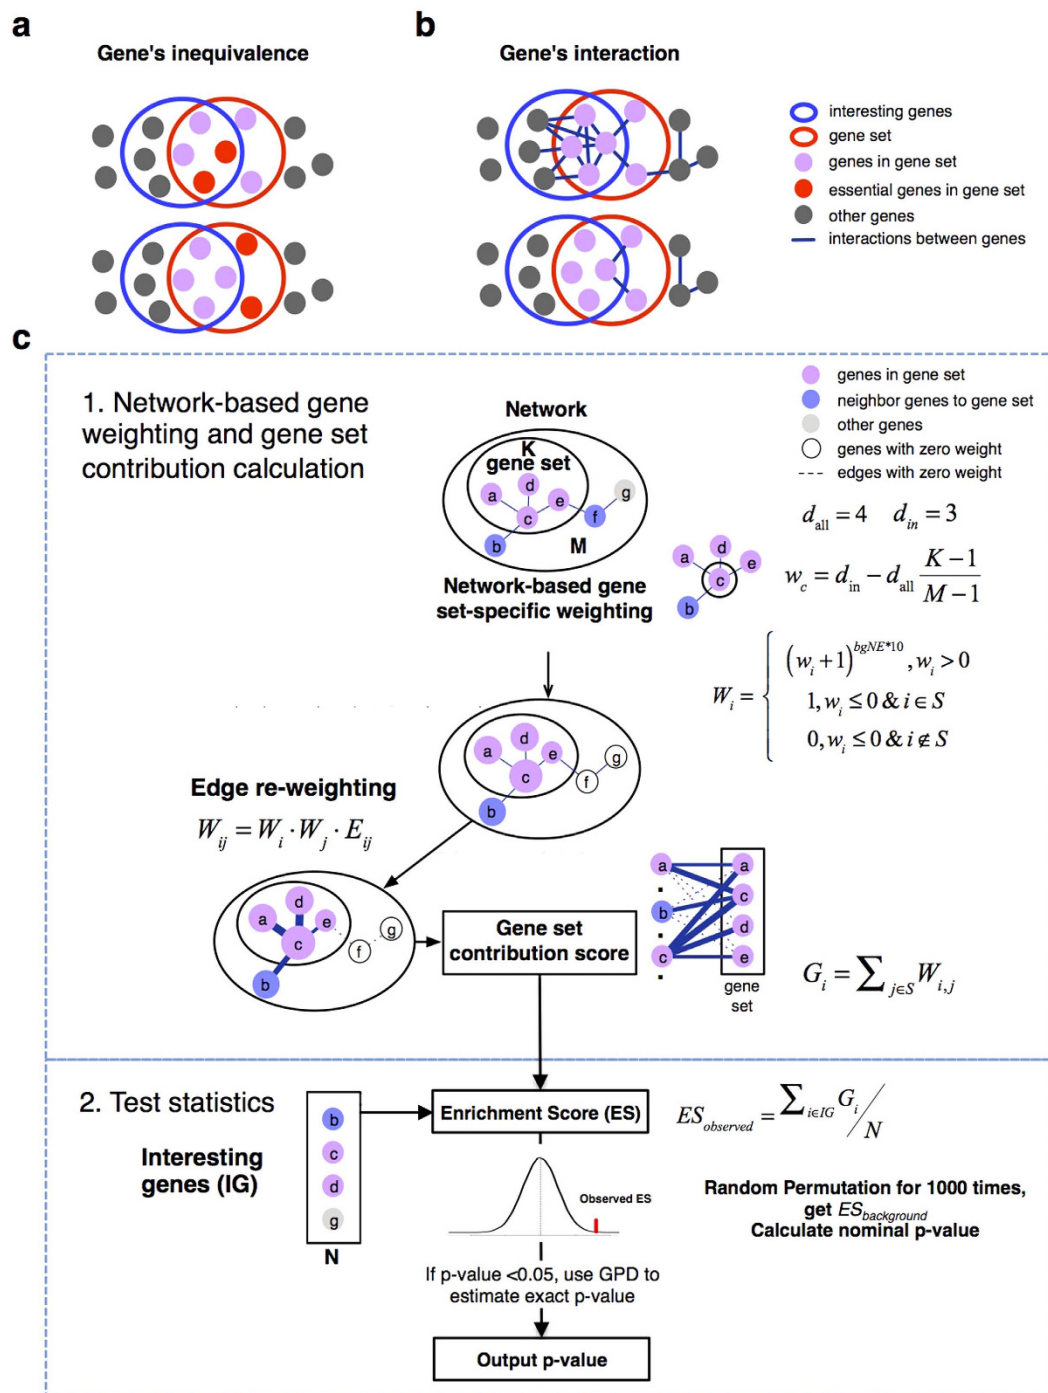 a
Gene's inequivalence
b
Gene's interaction
interesting genes
gene set
genes in gene set
essential genes in gene set
other genes
interactions between genes
c
1. Network-based gene
weighting and gene set
contribution calculation
Network
K
gene set
a
d
e
c
g
f
b
M
Network-based gene
set-specific weighting
genes in gene set
neighbor genes to gene set
other genes
genes with zero weight
edges with zero weight
d_all = 4 d_in = 3
a
d
e
c
b
w_c = d_in − d_all (K − 1)/(M − 1)
W_i = { (w_i + 1)^{bgNE*10}, w_i > 0
1, w_i ≤ 0 & i ∈ S
0, w_i ≤ 0 & i ∉ S
a
d
e
c
g
f
b
Edge re-weighting
W_ij = W_i · W_j · E_ij
a
d
e
c
g
f
b
Gene set
contribution score
a
b
c
a
c
d
e
gene
set
G_i = ∑_{j∈S} W_{i,j}
2. Test statistics
Interesting
genes (IG)
b
c
d
g
N
Enrichment Score (ES)
ES_observed = ∑_{i∈IG} G_i / N
Observed ES
Random Permutation for 1000 times,
get ES_background
Calculate nominal p-value
If p-value <0.05, use GPD to
estimate exact p-value
Output p-value